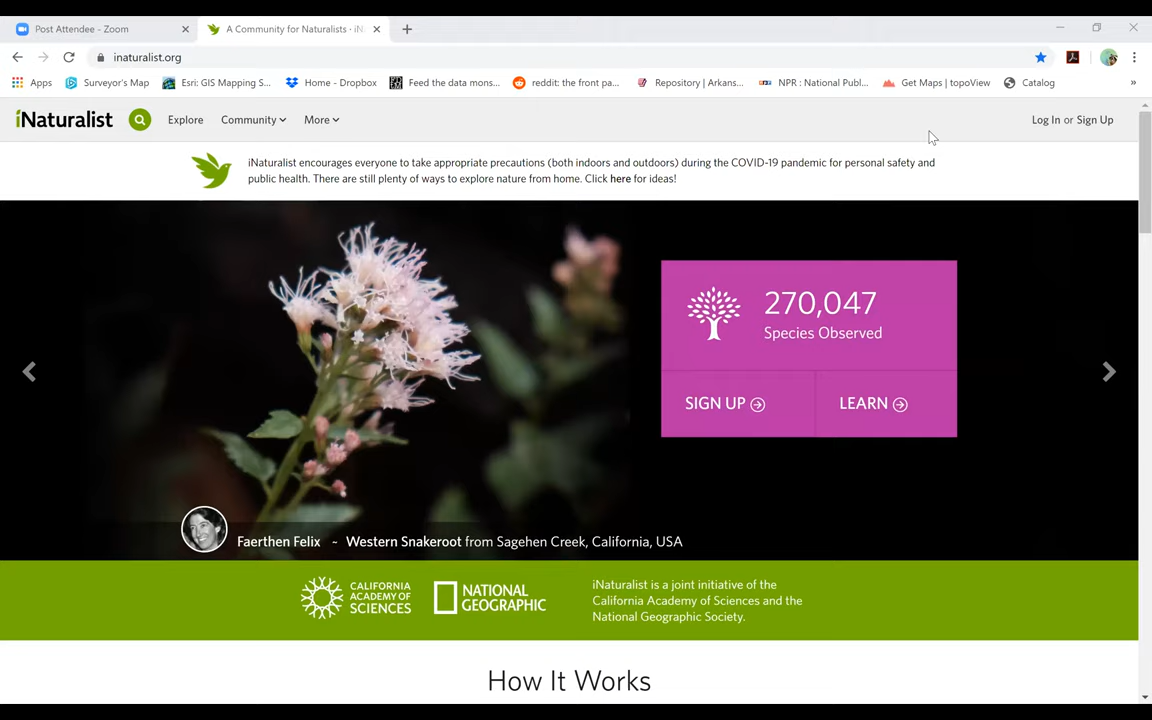 Post Attendee - Zoom
A Community for Naturalists · iN
inaturalist.org
Apps
Surveyor's Map
Esri: GIS Mapping S...
Home - Dropbox
Feed the data mons...
reddit: the front pa...
Repository | Arkans...
NPR : National Publ...
Get Maps | topoView
Catalog
»
iNaturalist
Explore
Community
More
Log In or Sign Up
iNaturalist encourages everyone to take appropriate precautions (both indoors and outdoors) during the COVID-19 pandemic for personal safety and
public health. There are still plenty of ways to explore nature from home. Click here for ideas!
270,047
Species Observed
SIGN UP
LEARN
Faerthen Felix ~ Western Snakeroot from Sagehen Creek, California, USA
CALIFORNIA
ACADEMY OF
SCIENCES
NATIONAL
GEOGRAPHIC
iNaturalist is a joint initiative of the
California Academy of Sciences and the
National Geographic Society.
How It Works